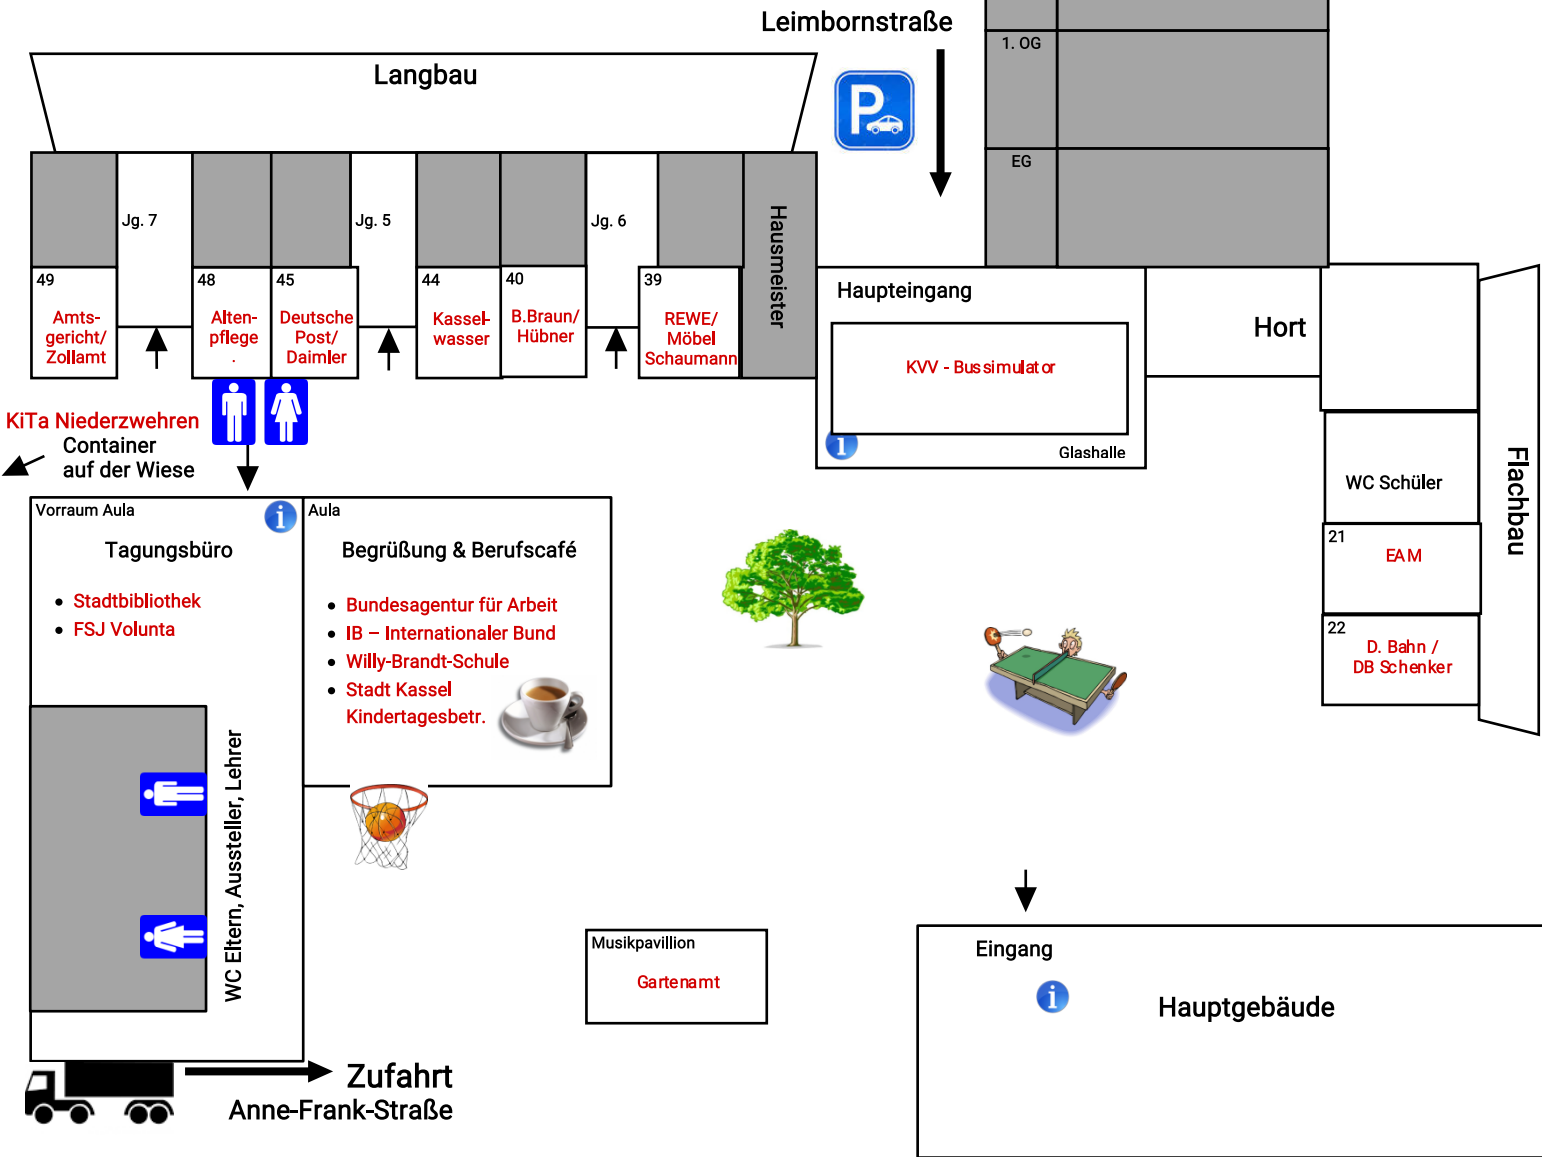 Leimbornstraße
1. OG
Langbau
P
EG
Jg. 7
Jg. 5
Jg. 6
Hausmeister
49
Amts-
gericht/
Zollamt
48
Alten-
pflege
.
45
Deutsche
Post/
Daimler
44
Kassel-
wasser
40
B.Braun/
Hübner
39
REWE/
Möbel
Schaumann
Haupteingang
KVV - Bussimulator
i
Glashalle
Hort
Flachbau
WC Schüler
21
EAM
22
D. Bahn /
DB Schenker
KiTa Niederzwehren
Container
auf der Wiese
Vorraum Aula
i
Tagungsbüro
• Stadtbibliothek
• FSJ Volunta
Aula
Begrüßung & Berufscafé
• Bundesagentur für Arbeit
• IB – Internationaler Bund
• Willy-Brandt-Schule
• Stadt Kassel
Kindertagesbetr.
WC Eltern, Aussteller, Lehrer
Musikpavillion
Gartenamt
Eingang
i
Hauptgebäude
Zufahrt
Anne-Frank-Straße